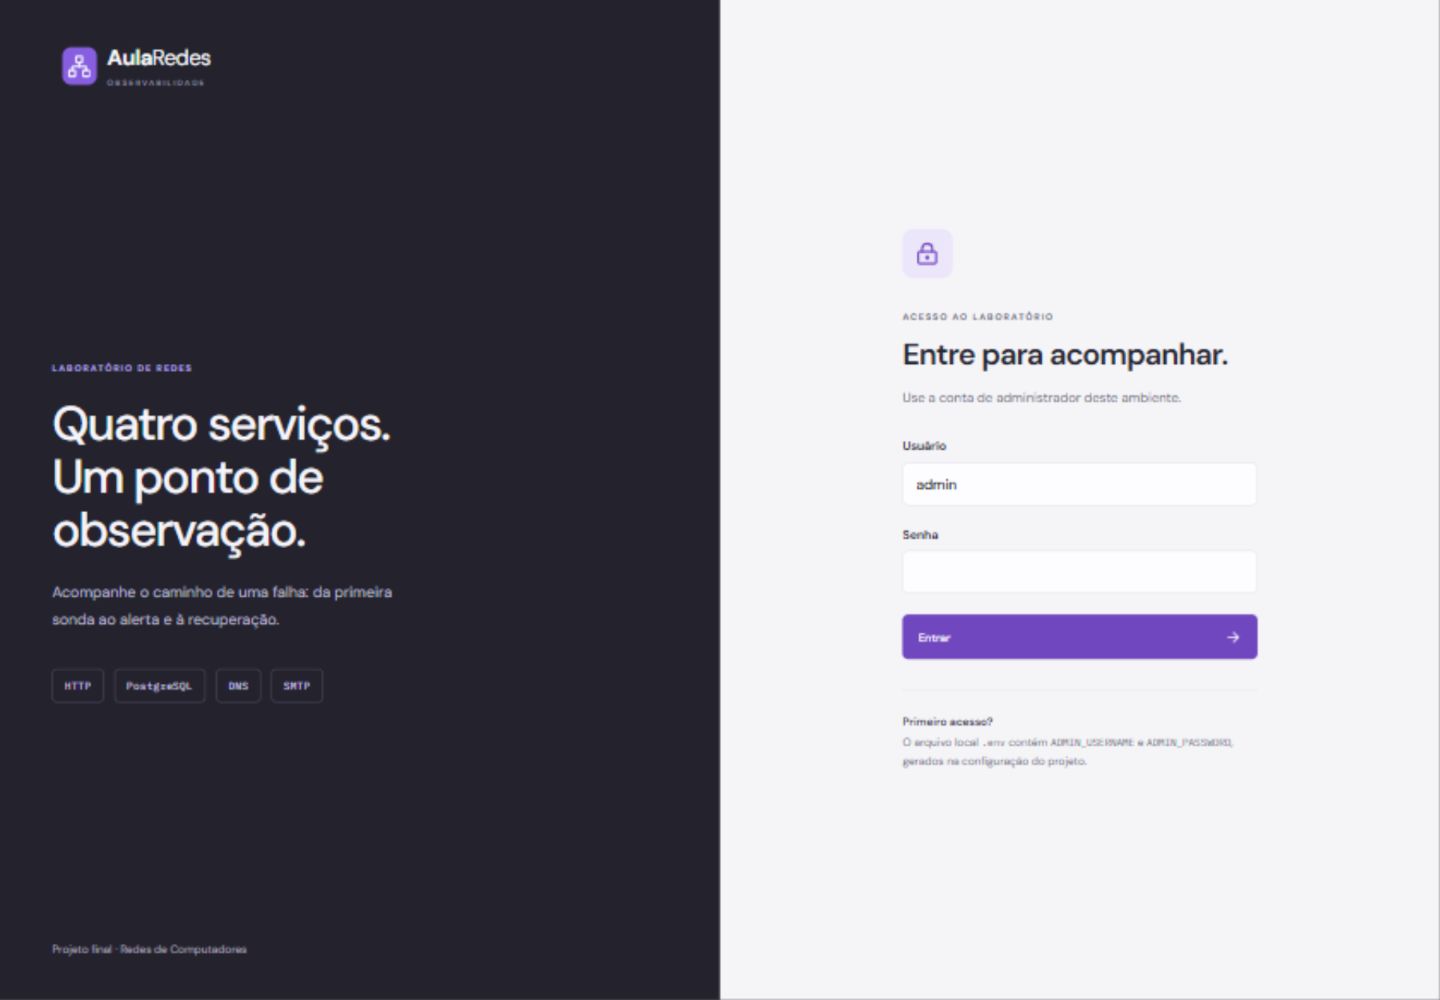 AulaRedes
OBSERVABILIDADE
LABORATÓRIO DE REDES
Quatro serviços.
Um ponto de
observação.
Acompanhe o caminho de uma falha: da primeira
sonda ao alerta e à recuperação.
HTTP PostgreSQL DNS SMTP
Projeto final · Redes de Computadores
ACESSO AO LABORATÓRIO
Entre para acompanhar.
Use a conta de administrador deste ambiente.
Usuário
admin
Senha
Entrar →
Primeiro acesso?
O arquivo local .env contém ADMIN_USERNAME e ADMIN_PASSWORD,
gerados na configuração do projeto.